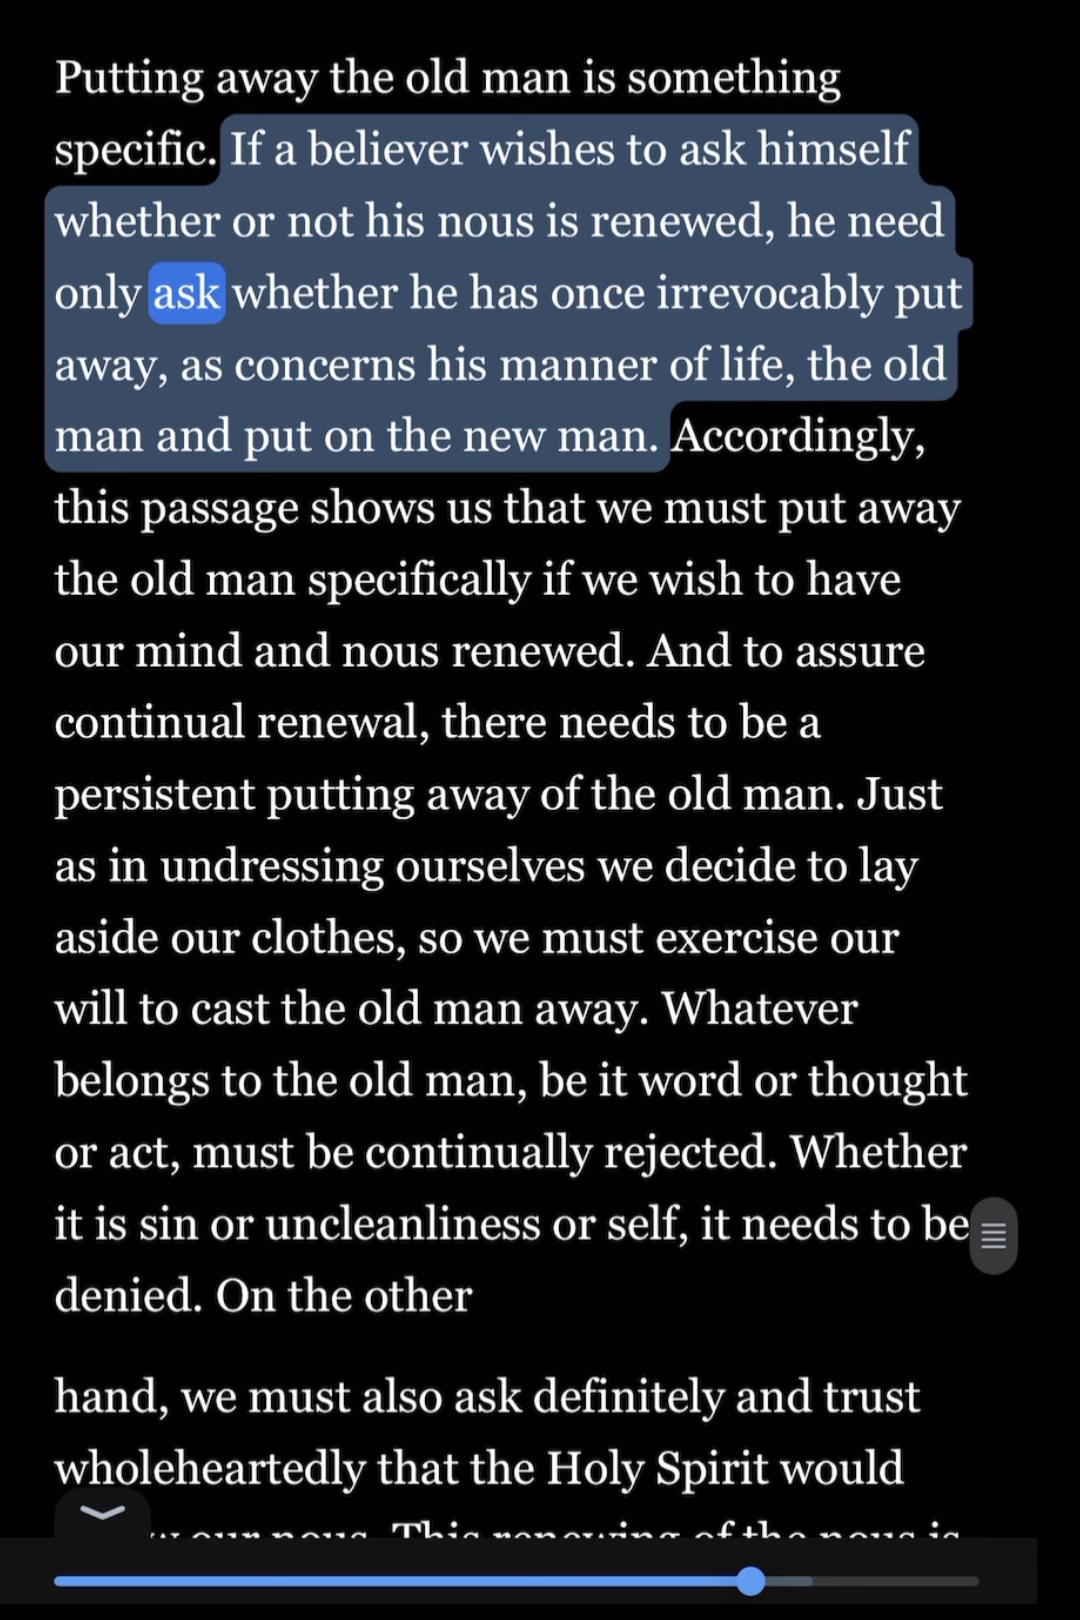 Putting away the old man is something
specific. If a believer wishes to ask himself
whether or not his nous is renewed, he need
only ask whether he has once irrevocably put
away, as concerns his manner of life, the old
man and put on the new man. Accordingly,
this passage shows us that we must put away
the old man specifically if we wish to have
our mind and nous renewed. And to assure
continual renewal, there needs to be a
persistent putting away of the old man. Just
as in undressing ourselves we decide to lay
aside our clothes, so we must exercise our
will to cast the old man away. Whatever
belongs to the old man, be it word or thought
or act, must be continually rejected. Whether
it is sin or uncleanliness or self, it needs to be
denied. On the other
hand, we must also ask definitely and trust
wholeheartedly that the Holy Spirit would
our nous. This renewing of the nous is